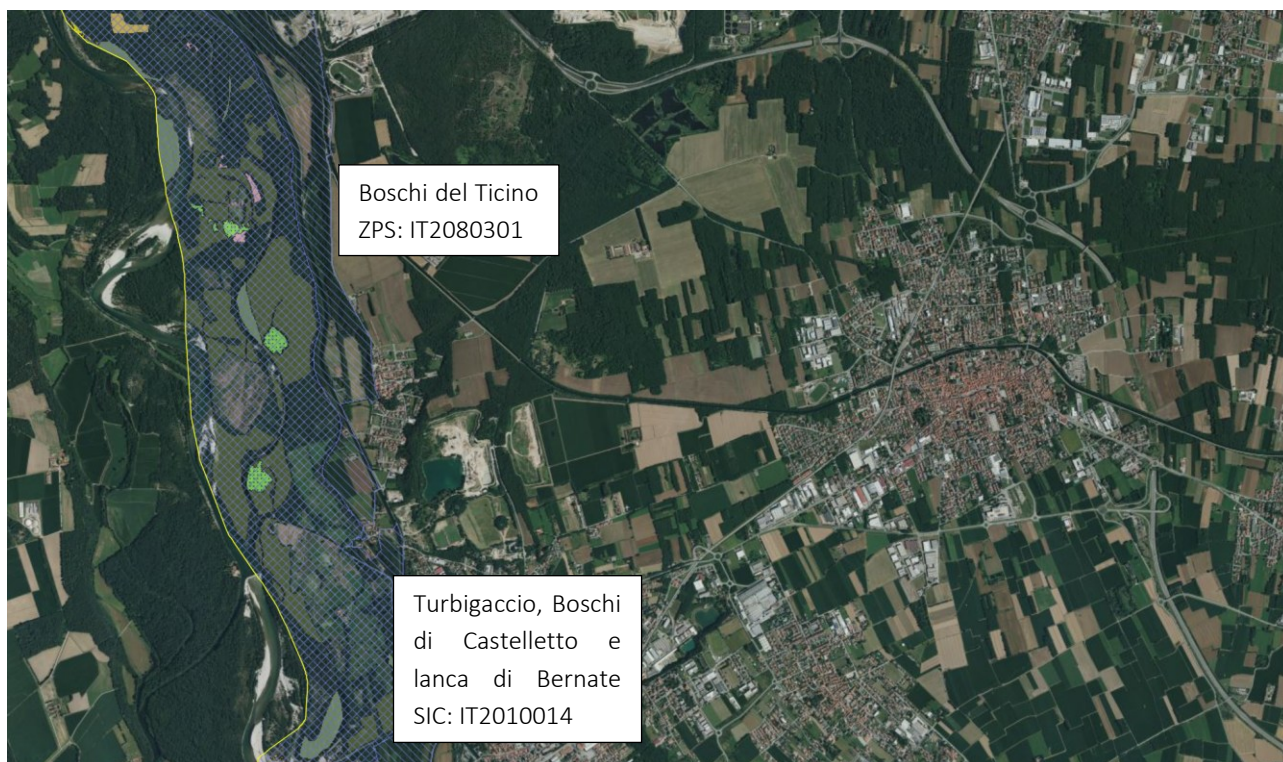 Boschi del Ticino
ZPS: IT2080301
Turbigaccio, Boschi
di Castelletto e
lanca di Bernate
SIC: IT2010014